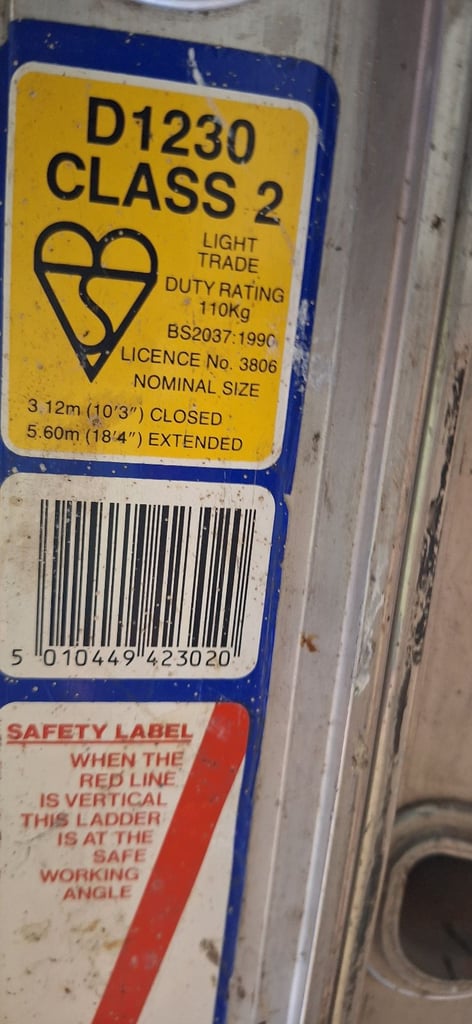 D1230
CLASS 2
LIGHT
TRADE
DUTY RATING
110Kg
BS2037:1990
LICENCE No. 3806
NOMINAL SIZE
3.12m (10'3") CLOSED
5.60m (18'4") EXTENDED
5 010449 423020
SAFETY LABEL
WHEN THE
RED LINE
IS VERTICAL
THIS LADDER
IS AT THE
SAFE
WORKING
ANGLE